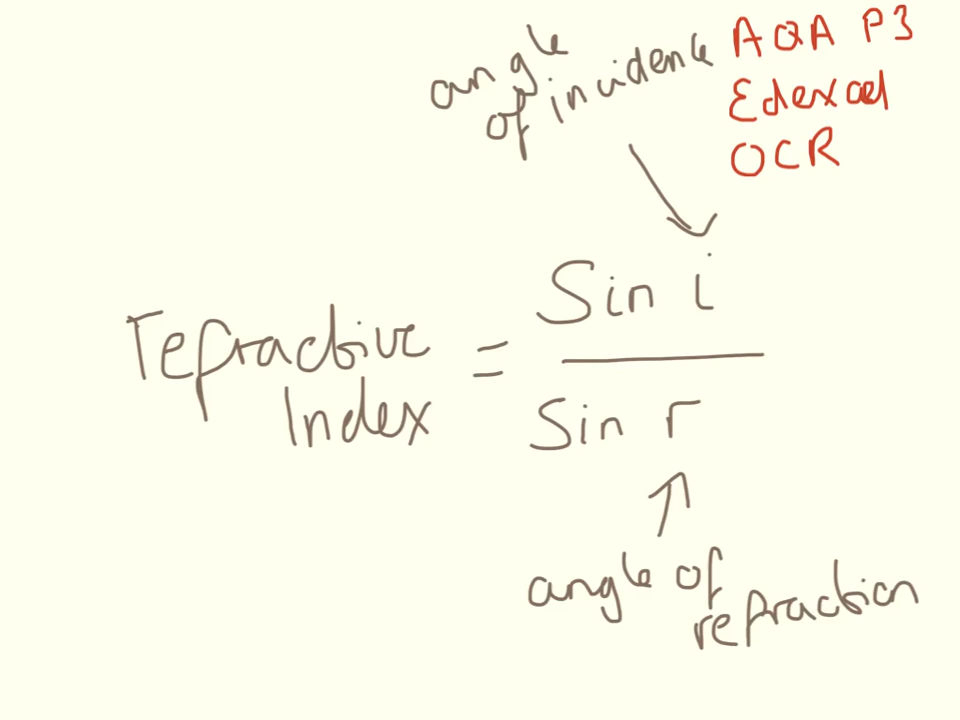 angle
of incidence
AQA P3
Edexcel
OCR
refractive
Index
=
Sin i
Sin r
angle of
refraction